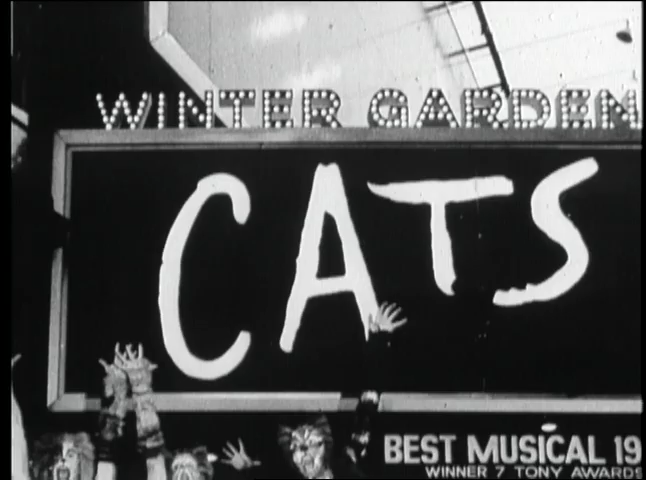 WINTER GARDEN
CATS
BEST MUSICAL 19
WINNER 7 TONY AWARDS